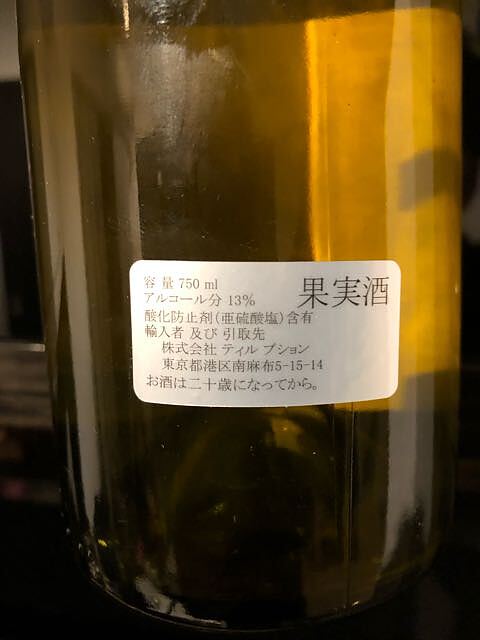 容 量 750 ml
アルコール分 13%
果実酒
酸化防止剤(亜硫酸塩)含有
輸入者 及び 引取先
株式会社 ティル プション
東京都港区南麻布5-15-14
お酒は二十歳になってから。